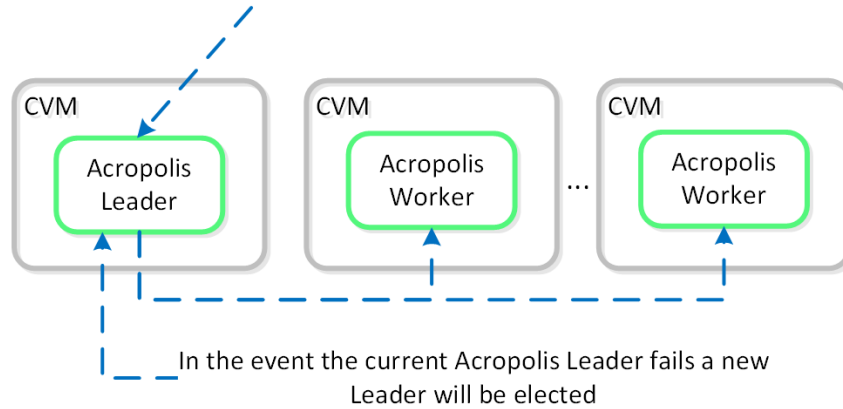 CVM
Acropolis
Leader
CVM
Acropolis
Worker
...
CVM
Acropolis
Worker
In the event the current Acropolis Leader fails a new
Leader will be elected